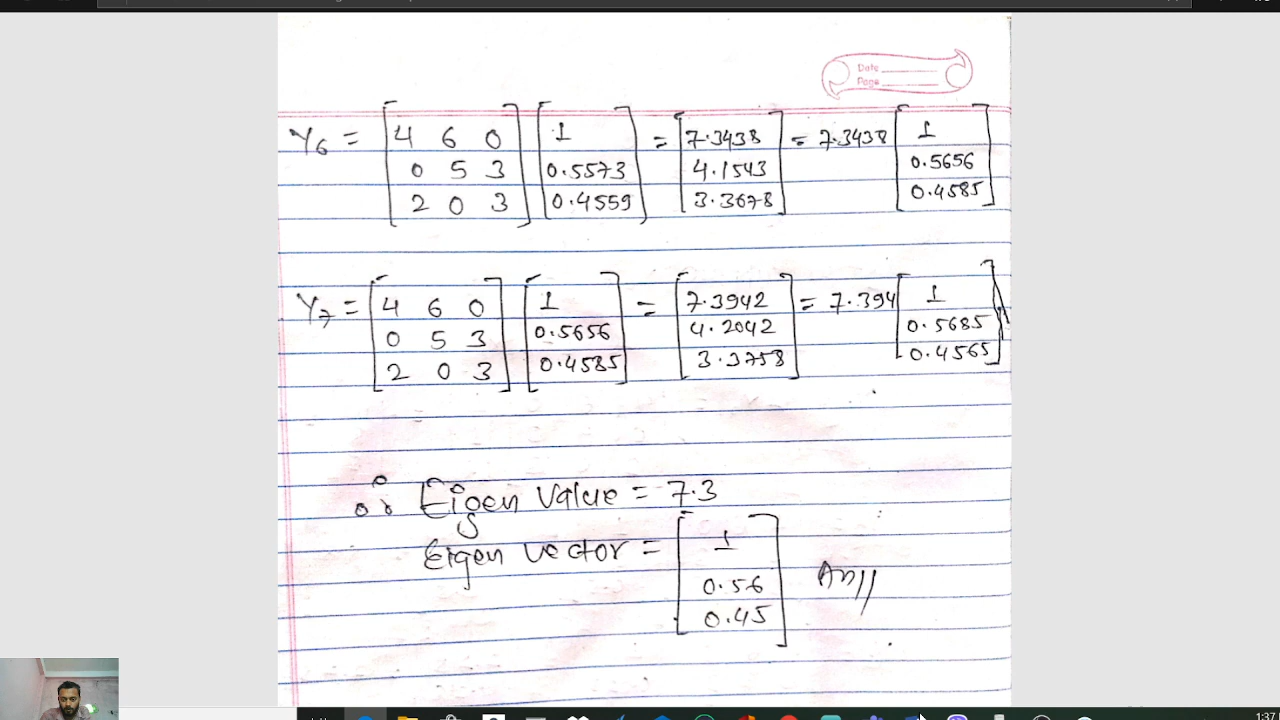 Date
Page
Y6 = [4 6 0] [1] = [7.3438] = 7.3438 [1]
[0 5 3] [0.5573] [4.1543] [0.5656]
[2 0 3] [0.4559] [3.3678] [0.4585]
Y7 = [4 6 0] [1] = [7.3942] = 7.394 [1]
[0 5 3] [0.5656] [4.2042] [0.5685]
[2 0 3] [0.4585] [3.3758] [0.4565]
∴ Eigen value = 7.3
Eigen vector = [1]
[0.56] Ans//
[0.45]
1:37